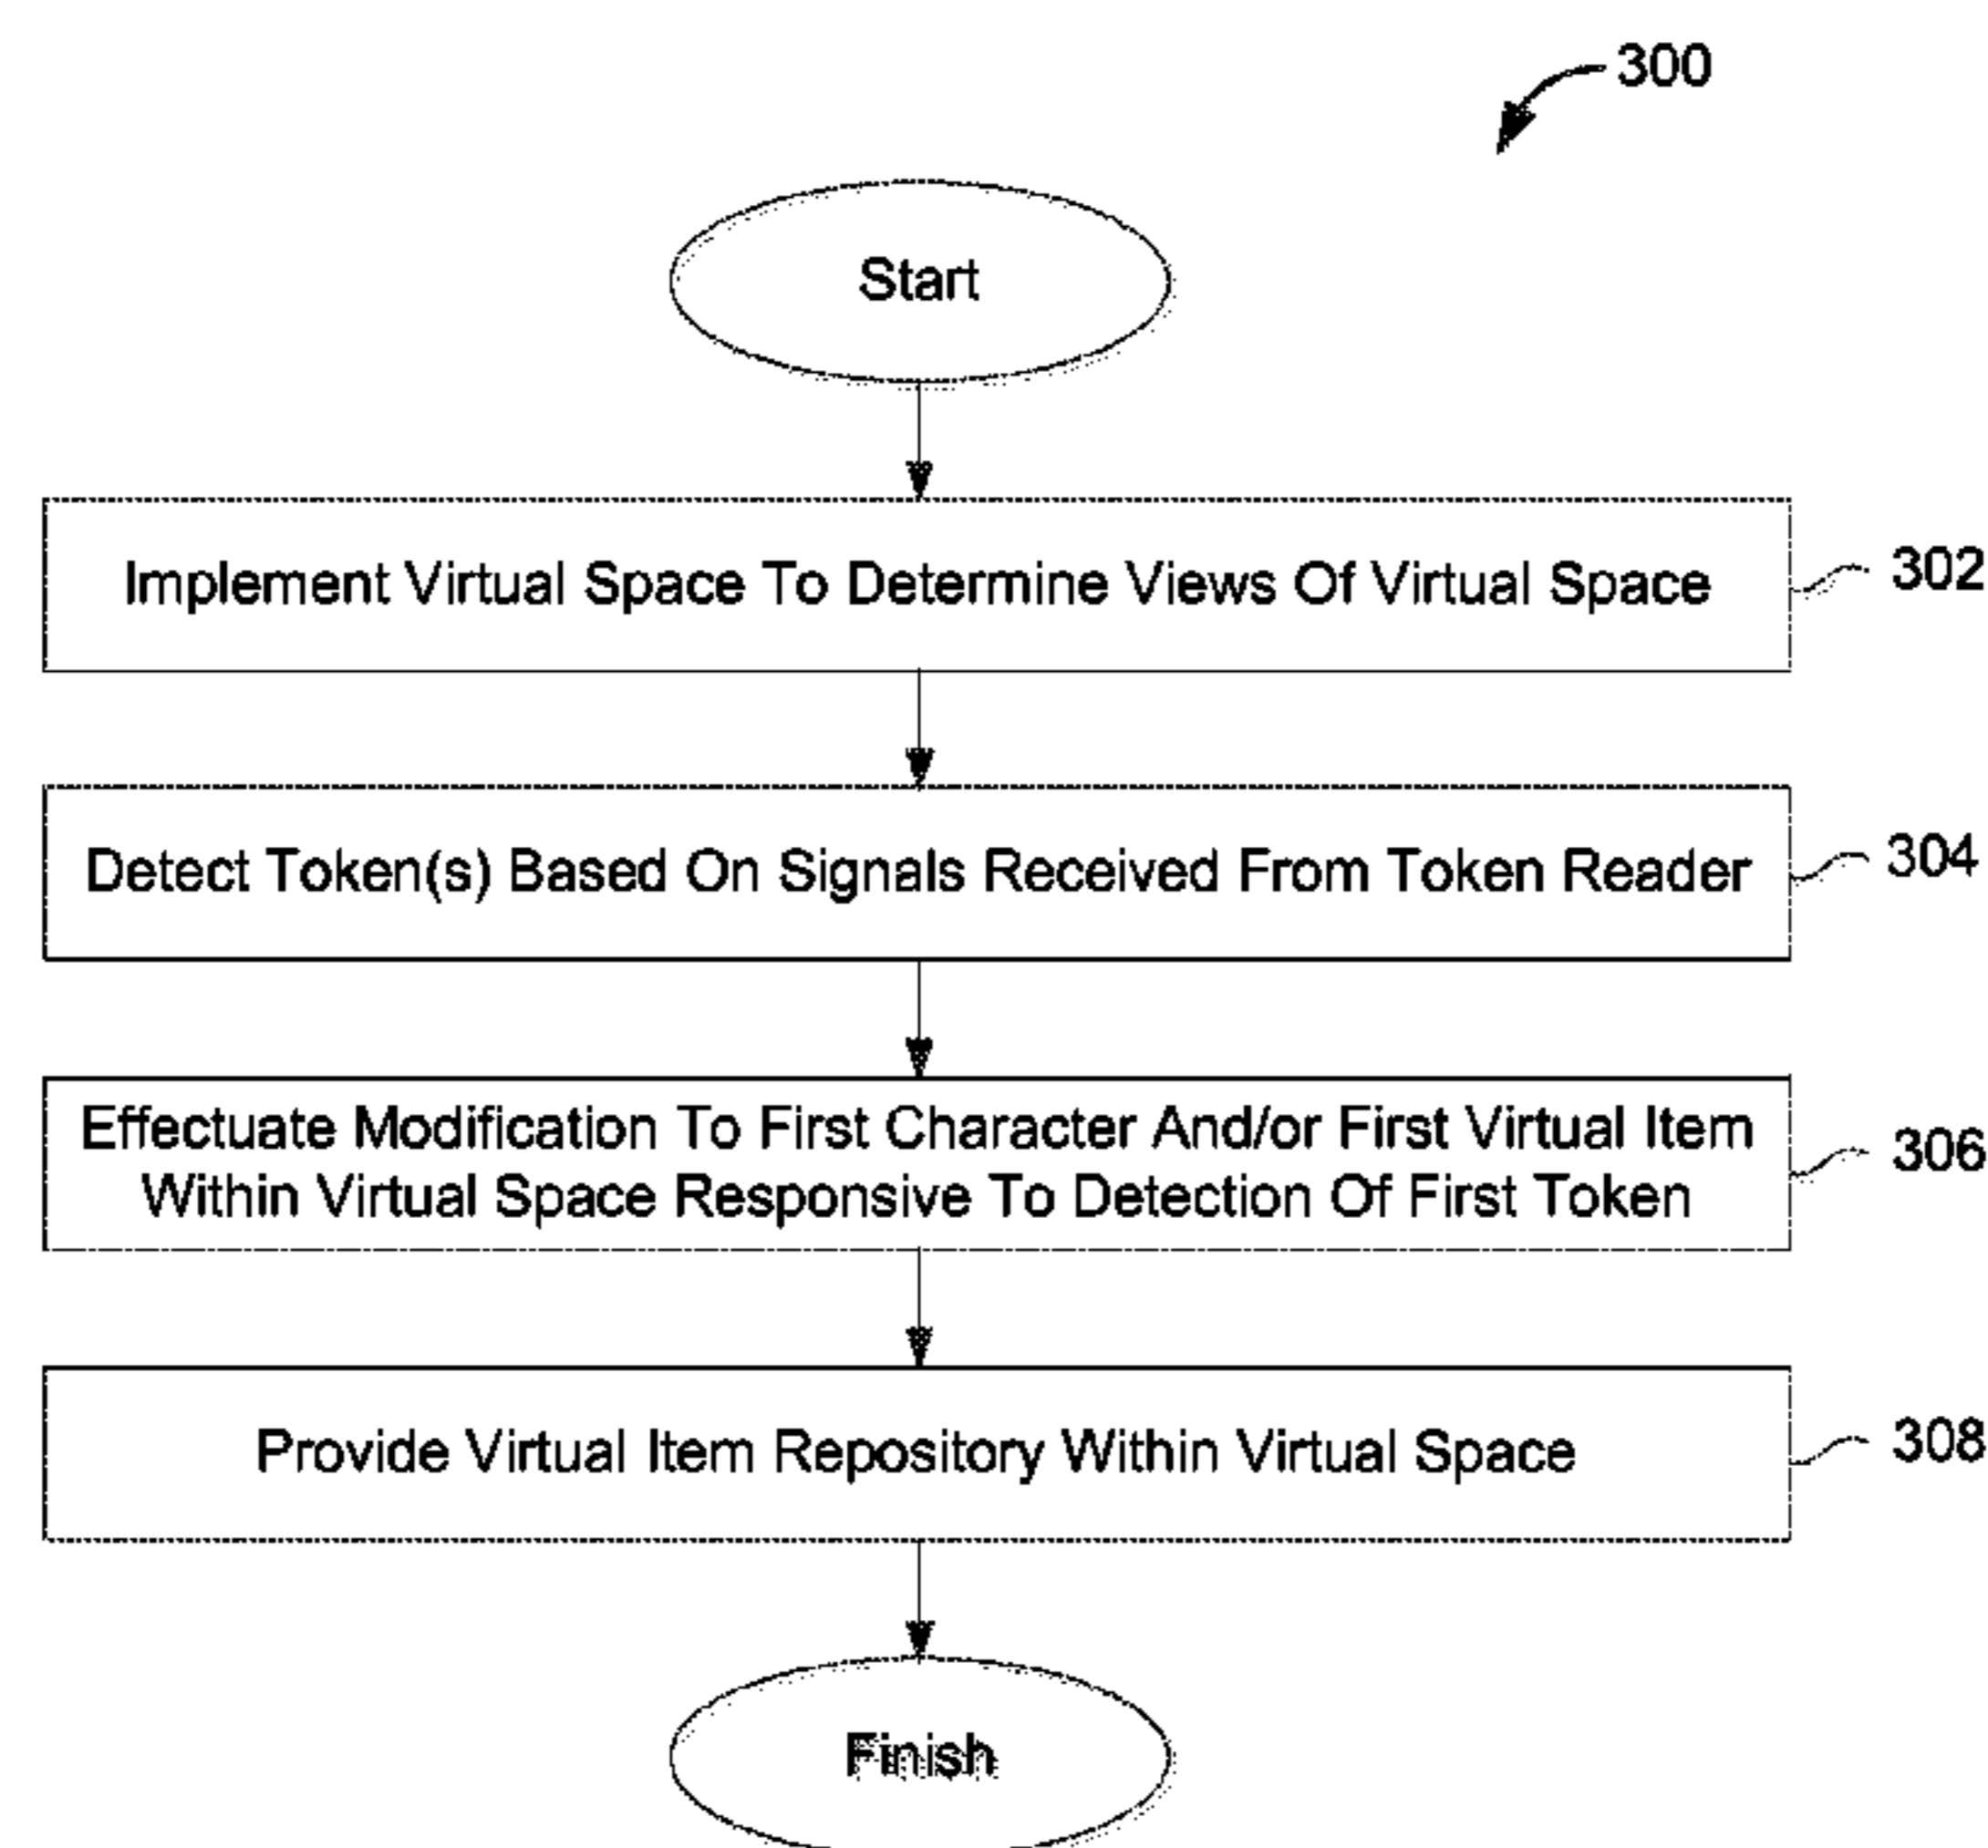 300
Start
Implement Virtual Space To Determine Views Of Virtual Space
302
Detect Token(s) Based On Signals Received From Token Reader
304
Effectuate Modification To First Character And/or First Virtual Item
Within Virtual Space Responsive To Detection Of First Token
306
Provide Virtual Item Repository Within Virtual Space
308
Finish